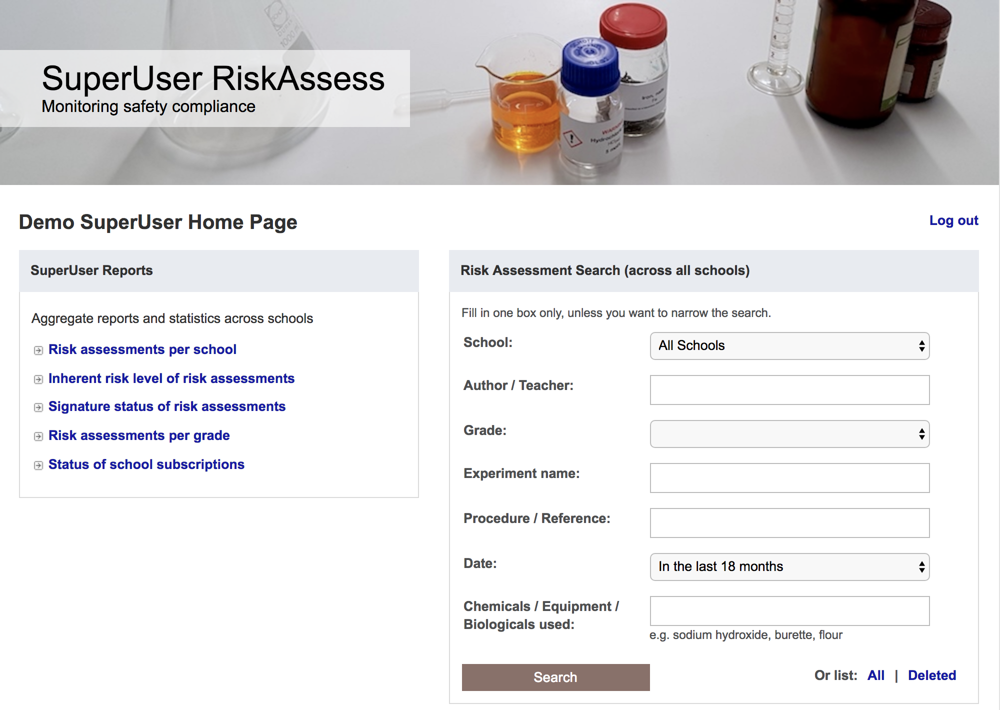 SuperUser RiskAssess
Monitoring safety compliance
1000
Iron, nails
WARNING
Demo SuperUser Home Page
Log out
SuperUser Reports
Aggregate reports and statistics across schools
Risk assessments per school
Inherent risk level of risk assessments
Signature status of risk assessments
Risk assessments per grade
Status of school subscriptions
Risk Assessment Search (across all schools)
Fill in one box only, unless you want to narrow the search.
School:
All Schools
Author / Teacher:
Grade:
Experiment name:
Procedure / Reference:
Date:
In the last 18 months
Chemicals / Equipment /
Biologicals used:
e.g. sodium hydroxide, burette, flour
Search
Or list: All | Deleted